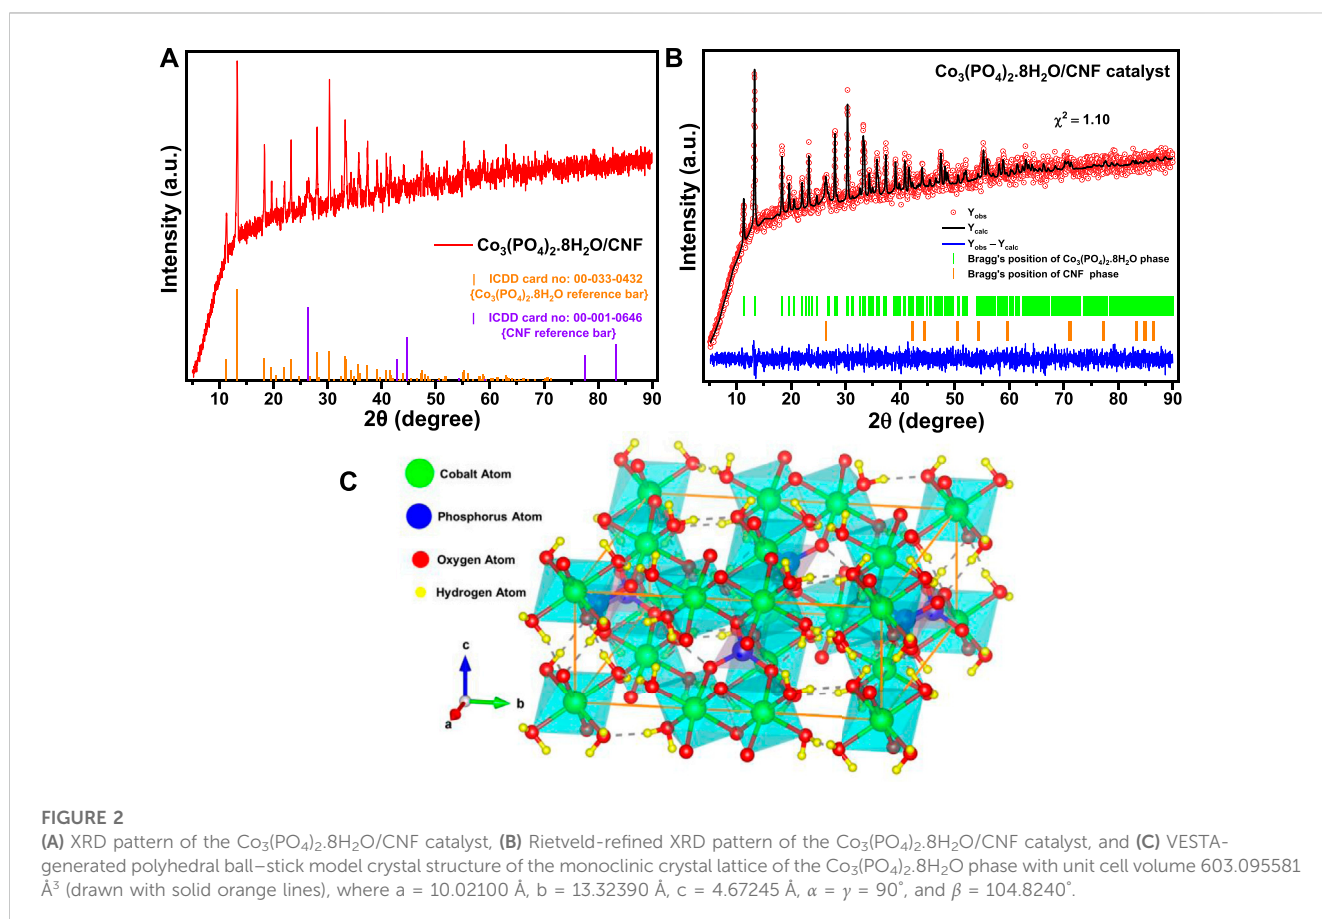 A
Intensity (a.u.)
Co3(PO4)2.8H2O/CNF
| ICDD card no: 00-033-0432
{Co3(PO4)2.8H2O reference bar}
| ICDD card no: 00-001-0646
{CNF reference bar}
10 20 30 40 50 60 70 80 90
2θ (degree)
B
Intensity (a.u.)
Co3(PO4)2.8H2O/CNF catalyst
χ2 = 1.10
Yobs
Ycalc
Yobs – Ycalc
Bragg's position of Co3(PO4)2.8H2O phase
Bragg's position of CNF phase
10 20 30 40 50 60 70 80 90
2θ (degree)
C
Cobalt Atom
Phosphorus Atom
Oxygen Atom
Hydrogen Atom
c
b
a
FIGURE 2
(A) XRD pattern of the Co3(PO4)2.8H2O/CNF catalyst, (B) Rietveld-refined XRD pattern of the Co3(PO4)2.8H2O/CNF catalyst, and (C) VESTA-
generated polyhedral ball–stick model crystal structure of the monoclinic crystal lattice of the Co3(PO4)2.8H2O phase with unit cell volume 603.095581
Å3 (drawn with solid orange lines), where a = 10.02100 Å, b = 13.32390 Å, c = 4.67245 Å, α = γ = 90˚, and β = 104.8240˚.